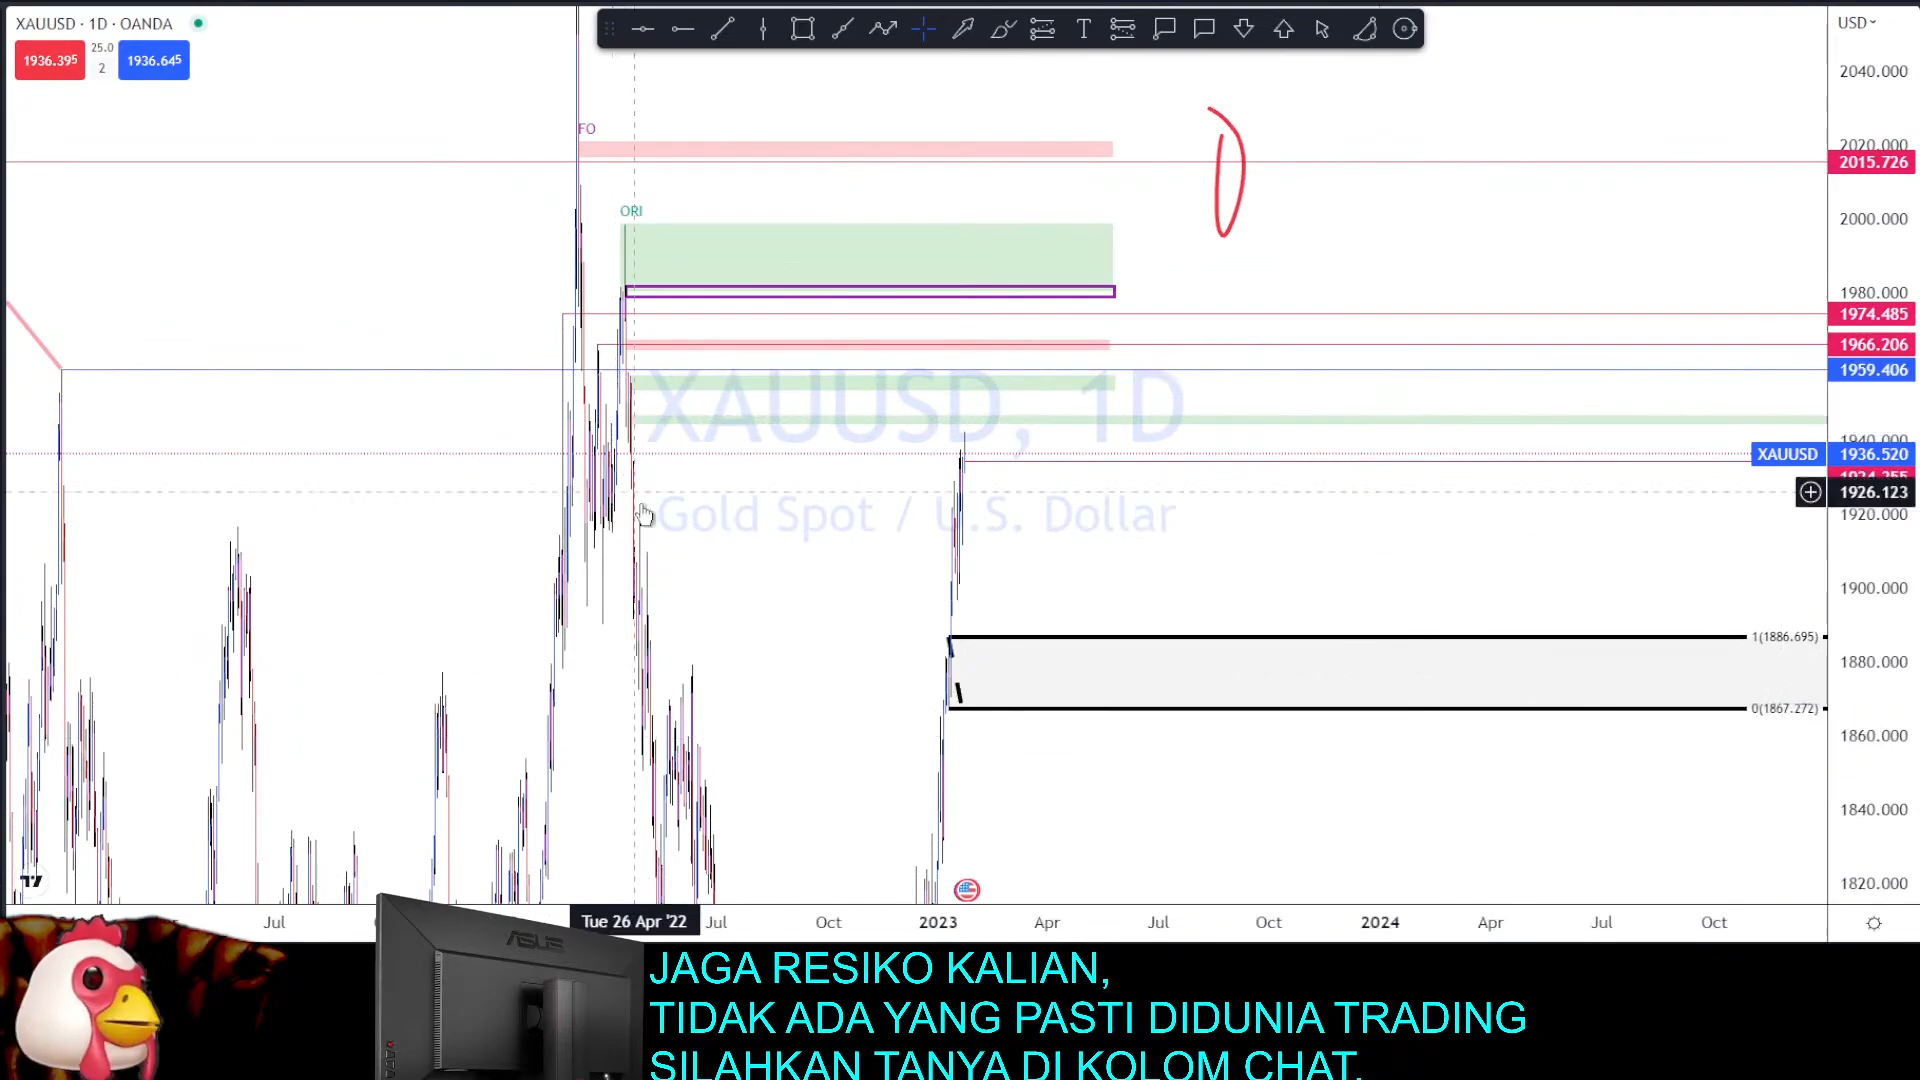 XAUUSD · 1D · OANDA
USD
1936.395
25.0
2
1936.645
2040.000
FO
2020.000
2015.726
ORI
2000.000
1980.000
1974.485
1966.206
1959.406
XAUUSD, 1D
1940.000
XAUUSD
1936.520
1926.123
Gold Spot / U.S. Dollar
1920.000
1900.000
1(1886.695)
1880.000
0(1867.272)
1860.000
1840.000
1820.000
Jul
Tue 26 Apr '22
Jul
Oct
2023
Apr
Jul
Oct
2024
Apr
Jul
Oct
ASUS
JAGA RESIKO KALIAN,
TIDAK ADA YANG PASTI DIDUNIA TRADING
SILAHKAN TANYA DI KOLOM CHAT.